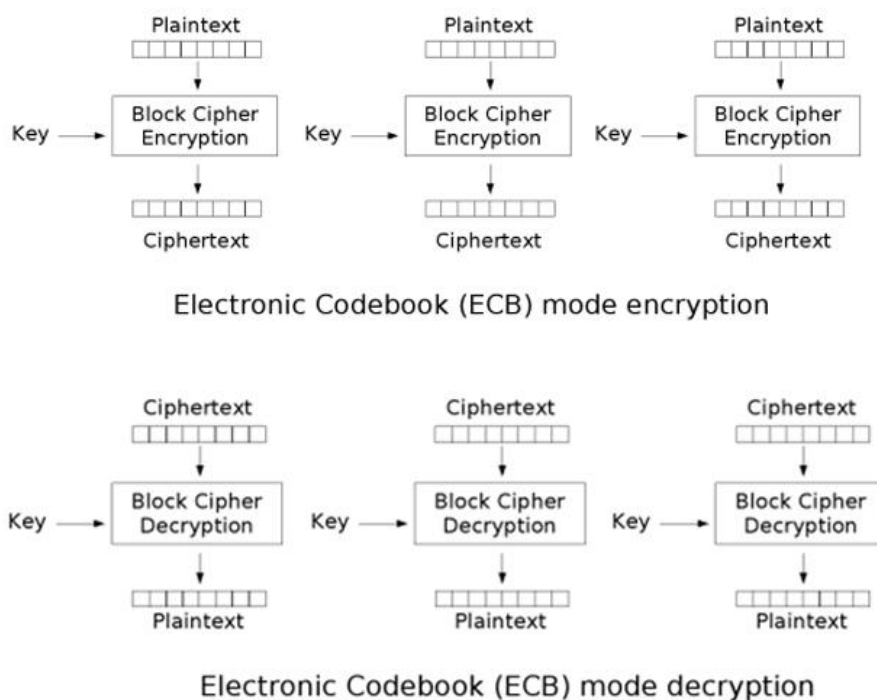 Plaintext Plaintext Plaintext
Key Block Cipher Encryption Key Block Cipher Encryption Key Block Cipher Encryption
Ciphertext Ciphertext Ciphertext
Electronic Codebook (ECB) mode encryption
Ciphertext Ciphertext Ciphertext
Key Block Cipher Decryption Key Block Cipher Decryption Key Block Cipher Decryption
Plaintext Plaintext Plaintext
Electronic Codebook (ECB) mode decryption